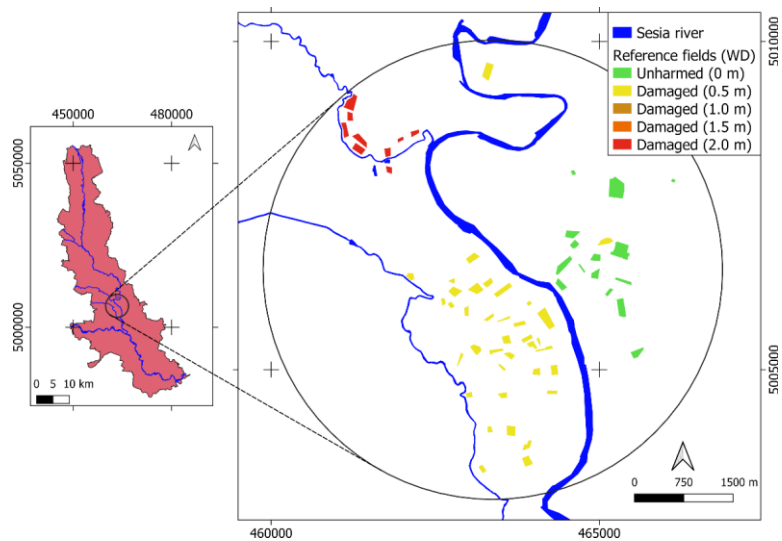 Sesia river
Reference fields (WD)
Unharmed (0 m)
Damaged (0.5 m)
Damaged (1.0 m)
Damaged (1.5 m)
Damaged (2.0 m)
5010000
5005000
460000
465000
0 750 1500 m
450000 480000
5050000
5000000
0 5 10 km